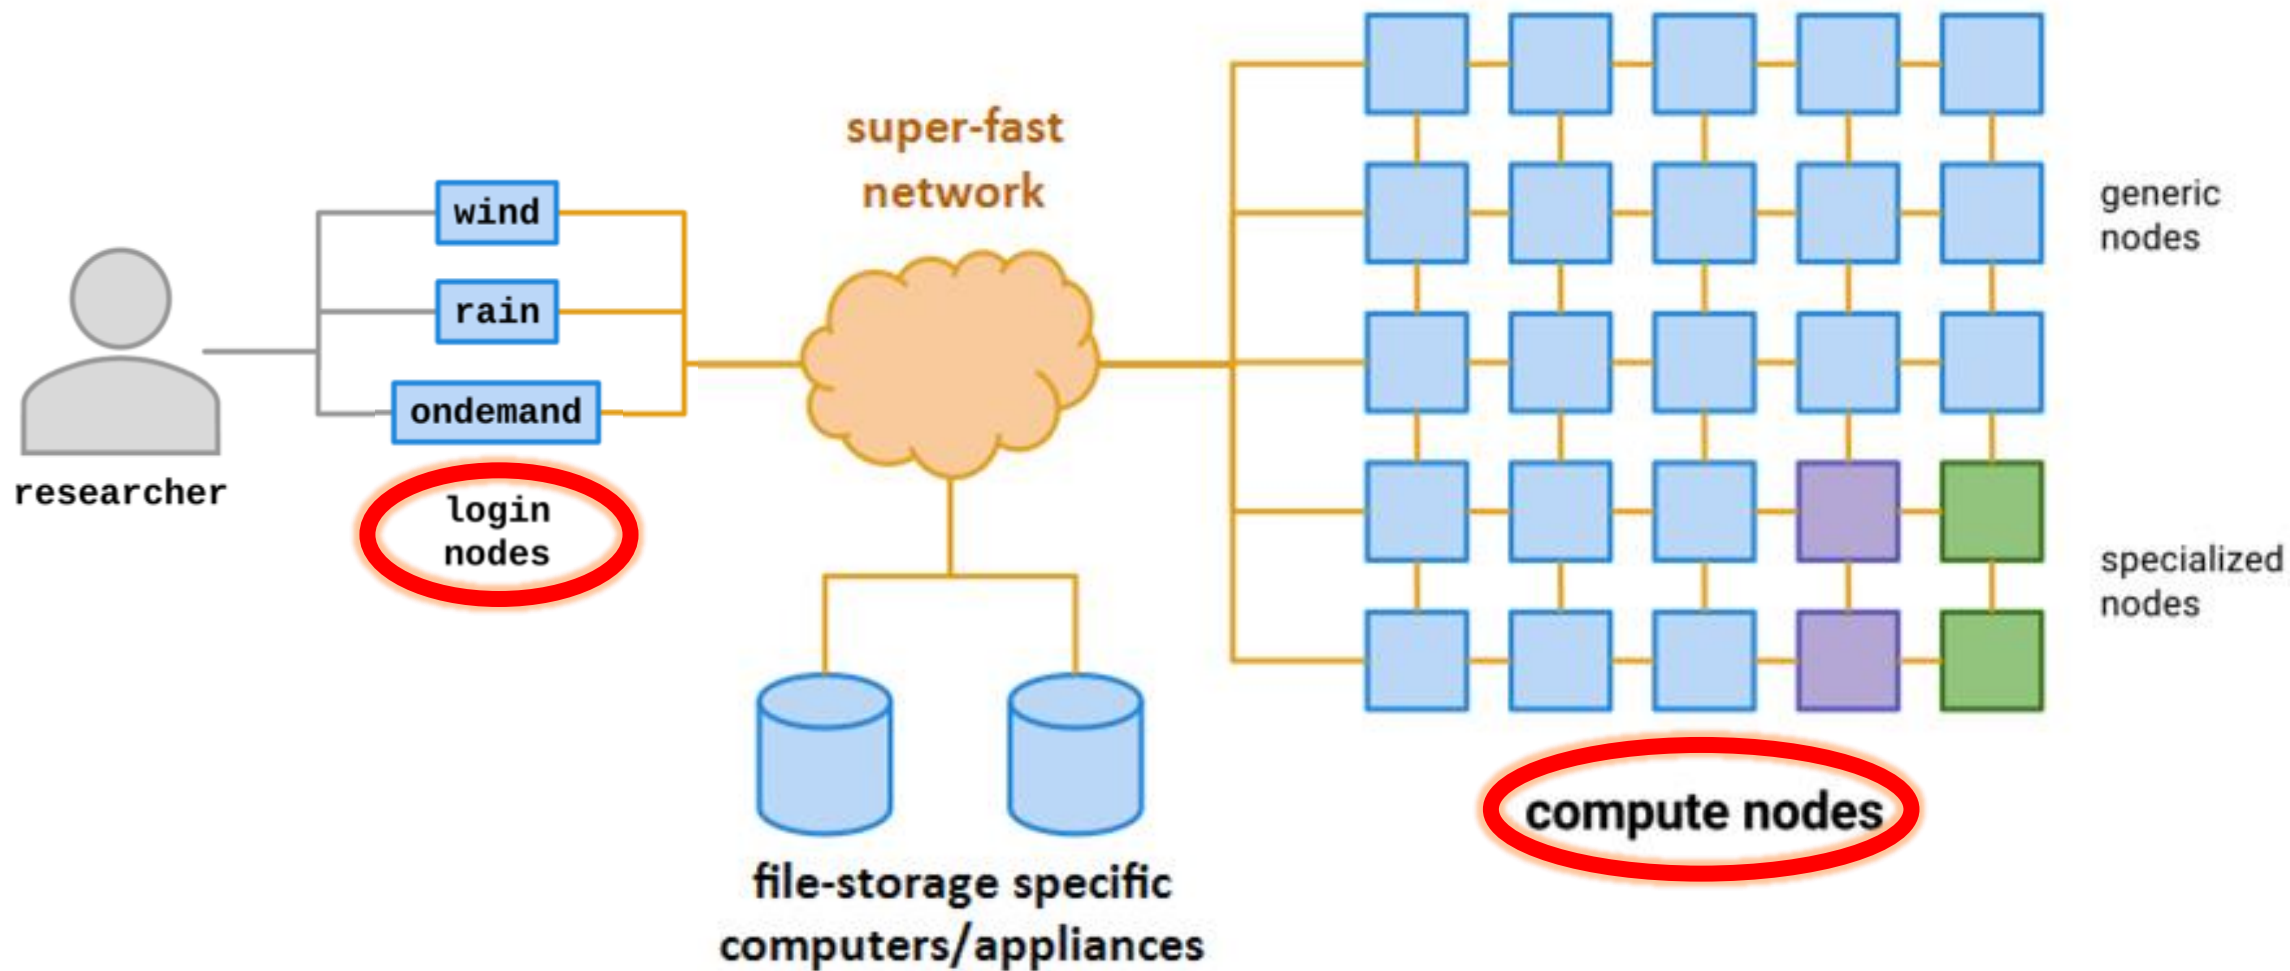 researcher
wind
rain
ondemand
login
nodes
super-fast
network
file-storage specific
computers/appliances
generic
nodes
specialized
nodes
compute nodes